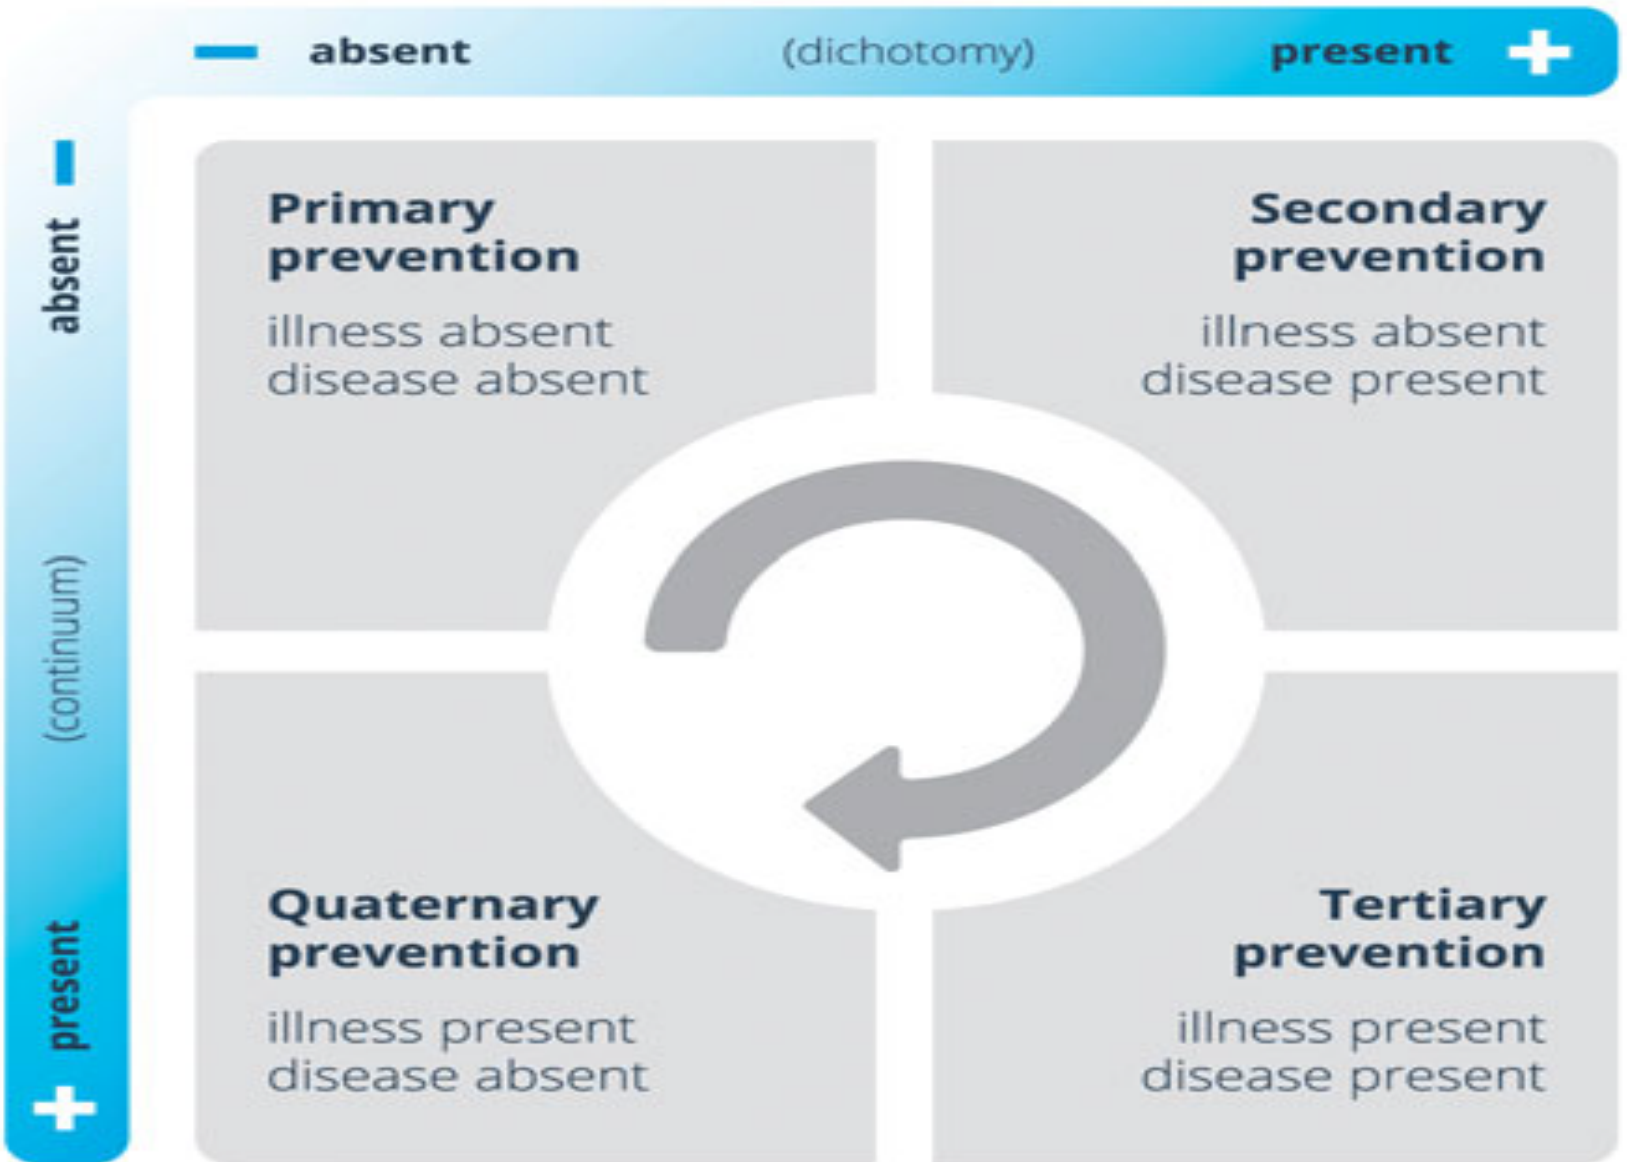 absent (dichotomy) present
absent
(continuum)
present
Primary
prevention
illness absent
disease absent
Secondary
prevention
illness absent
disease present
Quaternary
prevention
illness present
disease absent
Tertiary
prevention
illness present
disease present